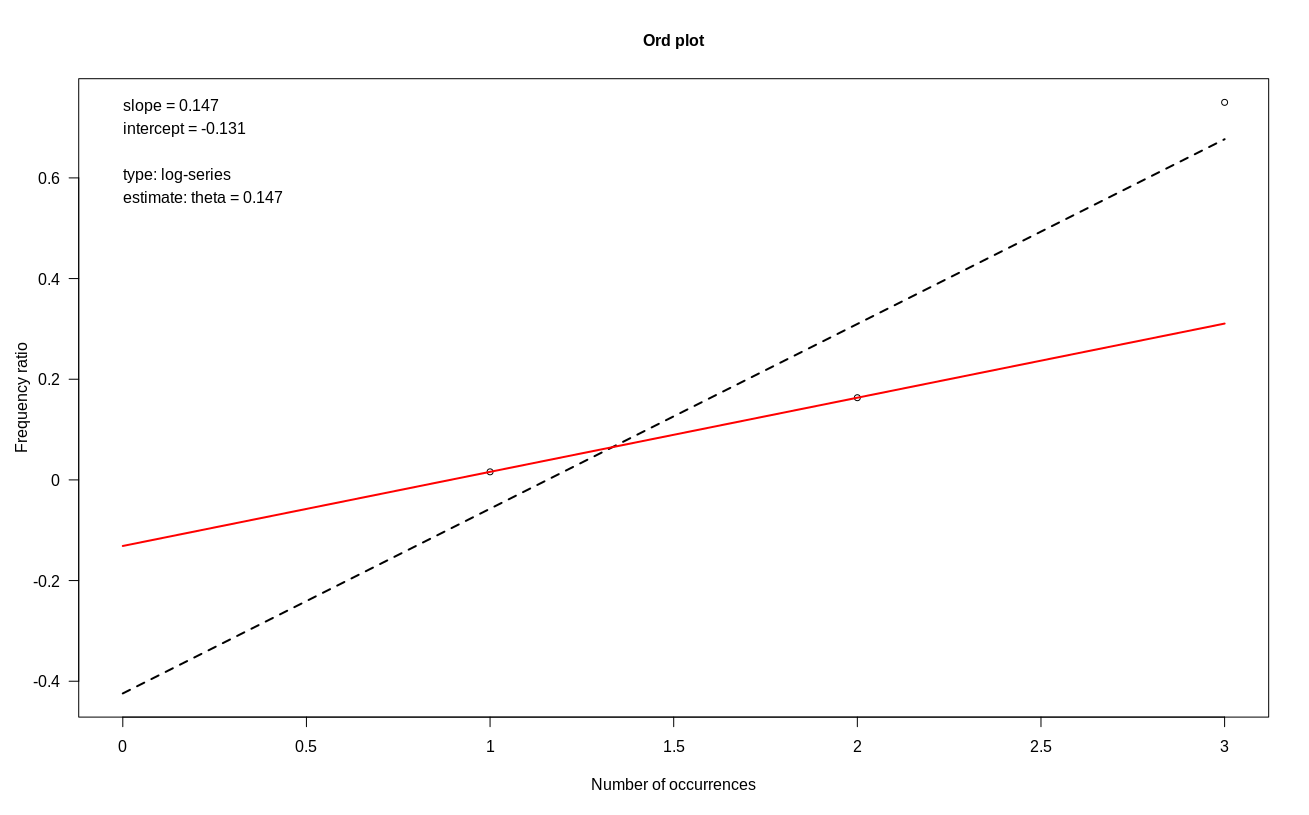 Ord plot
slope = 0.147
intercept = -0.131
type: log-series
estimate: theta = 0.147
Frequency ratio
0.6
0.4
0.2
0
-0.2
-0.4
0 0.5 1 1.5 2 2.5 3
Number of occurrences